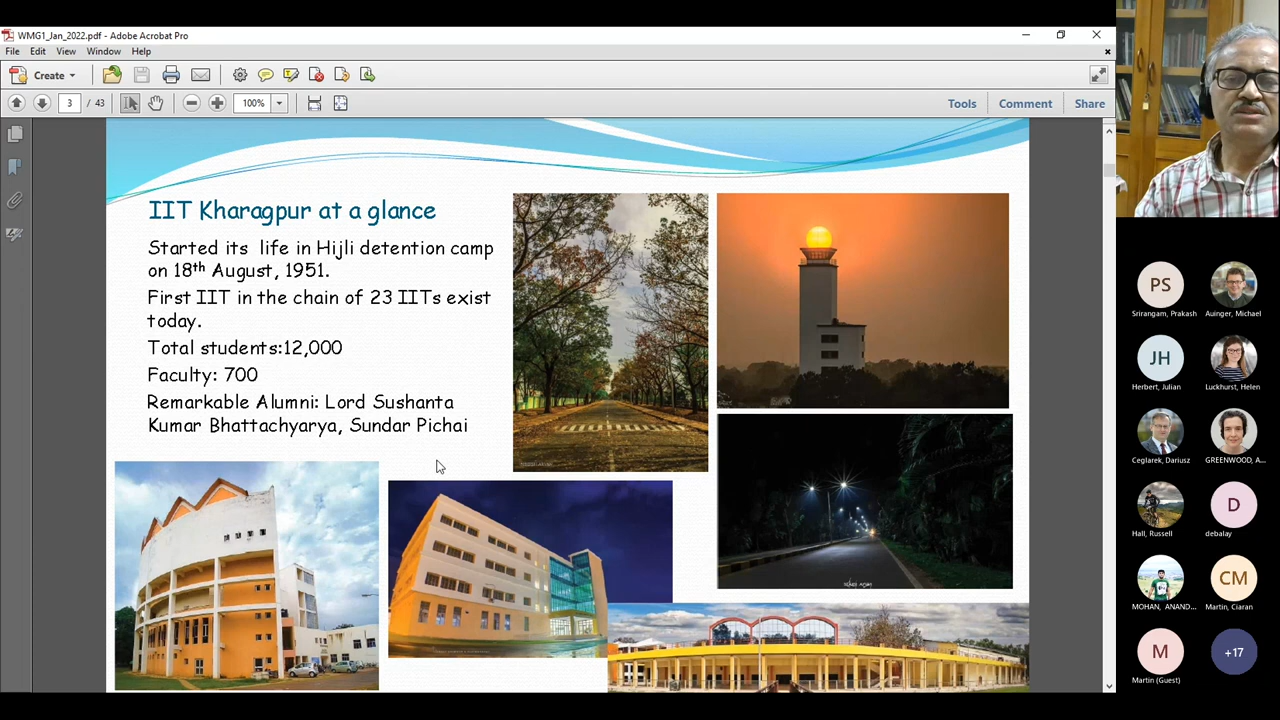 WMG1_Jan_2022.pdf - Adobe Acrobat Pro
File Edit View Window Help
Create
3 / 43
100%
Tools Comment Share
IIT Kharagpur at a glance
Started its life in Hijli detention camp
on 18th August, 1951.
First IIT in the chain of 23 IITs exist
today.
Total students:12,000
Faculty: 700
Remarkable Alumni: Lord Sushanta
Kumar Bhattachyarya, Sundar Pichai
PS
Srirangam, Prakash
Auinger, Michael
JH
Herbert, Julian
Luckhurst, Helen
Ceglarek, Dariusz
GREENWOOD, A...
Hall, Russell
D
debalay
MOHAN, ANAND...
CM
Martin, Ciaran
M
Martin (Guest)
+17